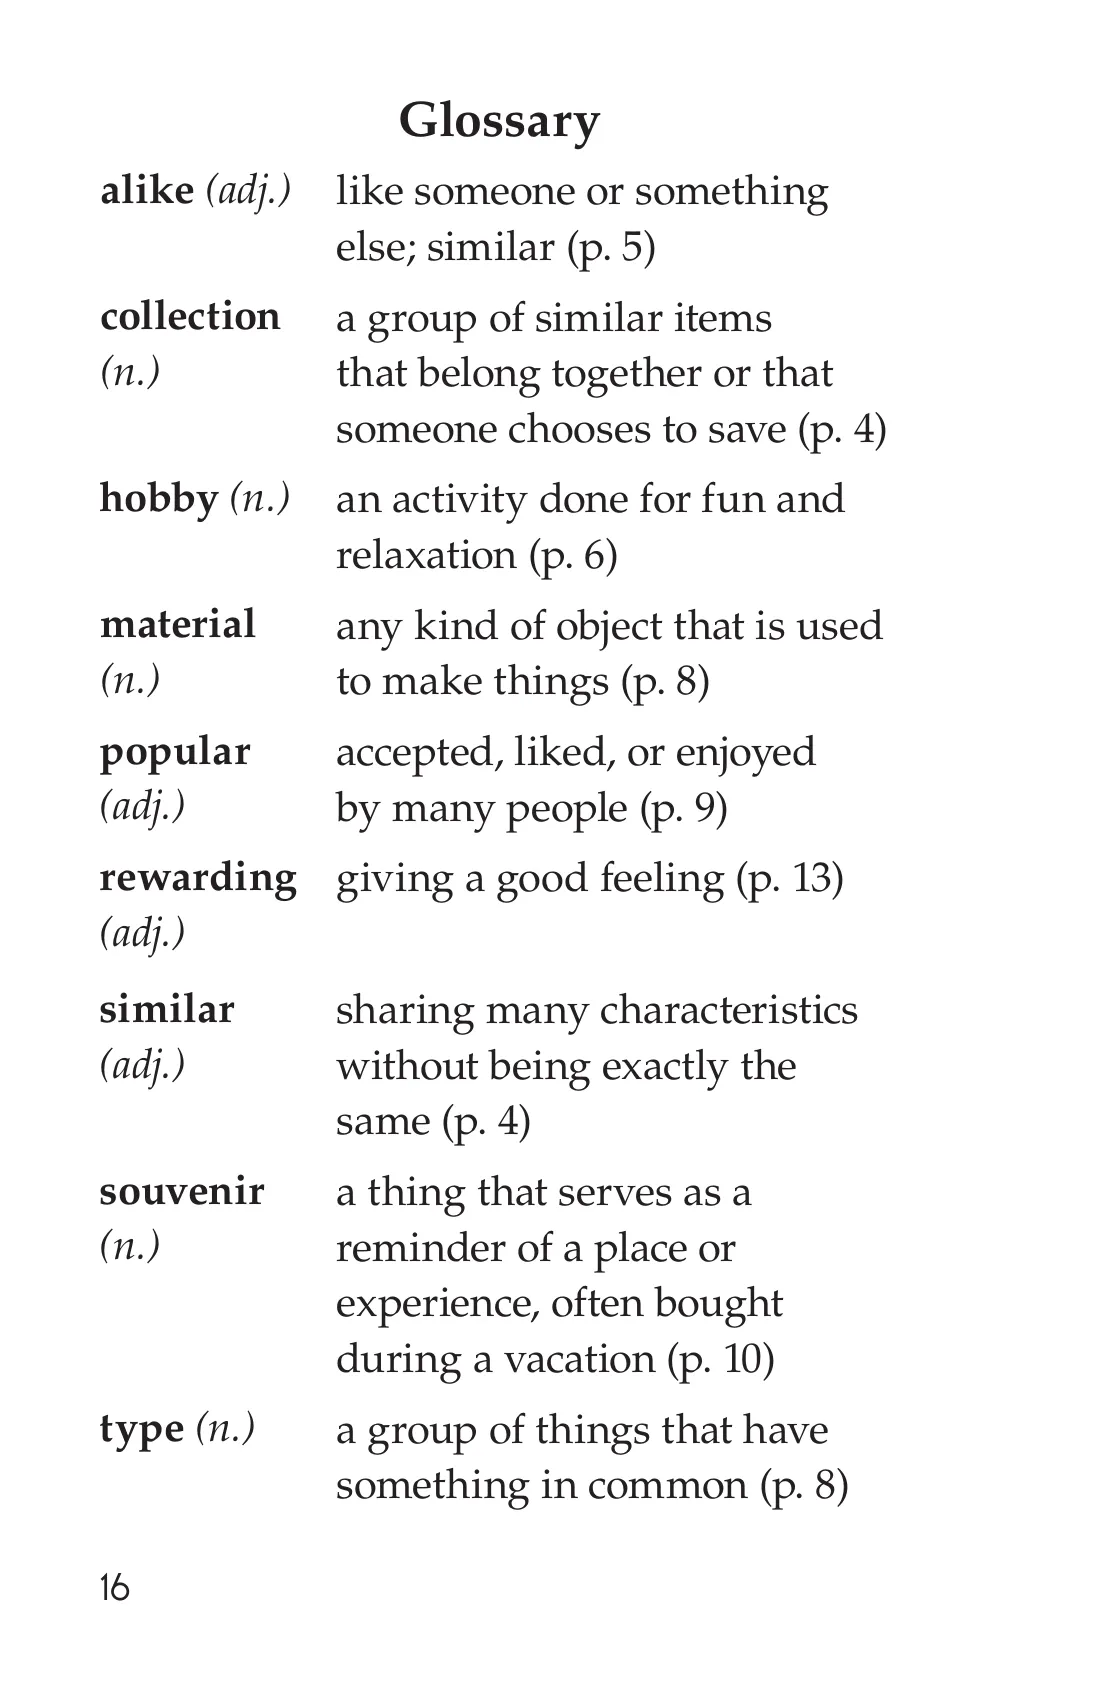 Glossary
alike (adj.) like someone or something
else; similar (p. 5)
collection a group of similar items
(n.) that belong together or that
someone chooses to save (p. 4)
hobby (n.) an activity done for fun and
relaxation (p. 6)
material any kind of object that is used
(n.) to make things (p. 8)
popular accepted, liked, or enjoyed
(adj.) by many people (p. 9)
rewarding giving a good feeling (p. 13)
(adj.)
similar sharing many characteristics
(adj.) without being exactly the
same (p. 4)
souvenir a thing that serves as a
(n.) reminder of a place or
experience, often bought
during a vacation (p. 10)
type (n.) a group of things that have
something in common (p. 8)
16